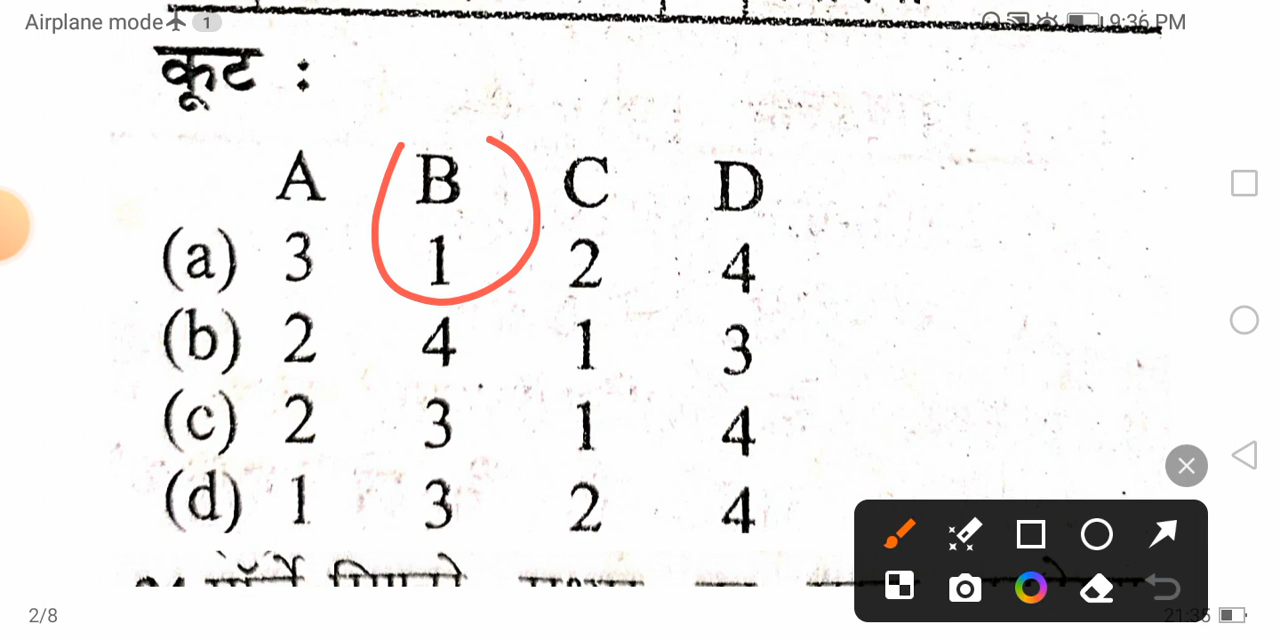 Airplane mode 1 9:36 PM
कूट :
A B C D
(a) 3 1 2 4
(b) 2 4 1 3
(c) 2 3 1 4
(d) 1 3 2 4
2/8 21:35